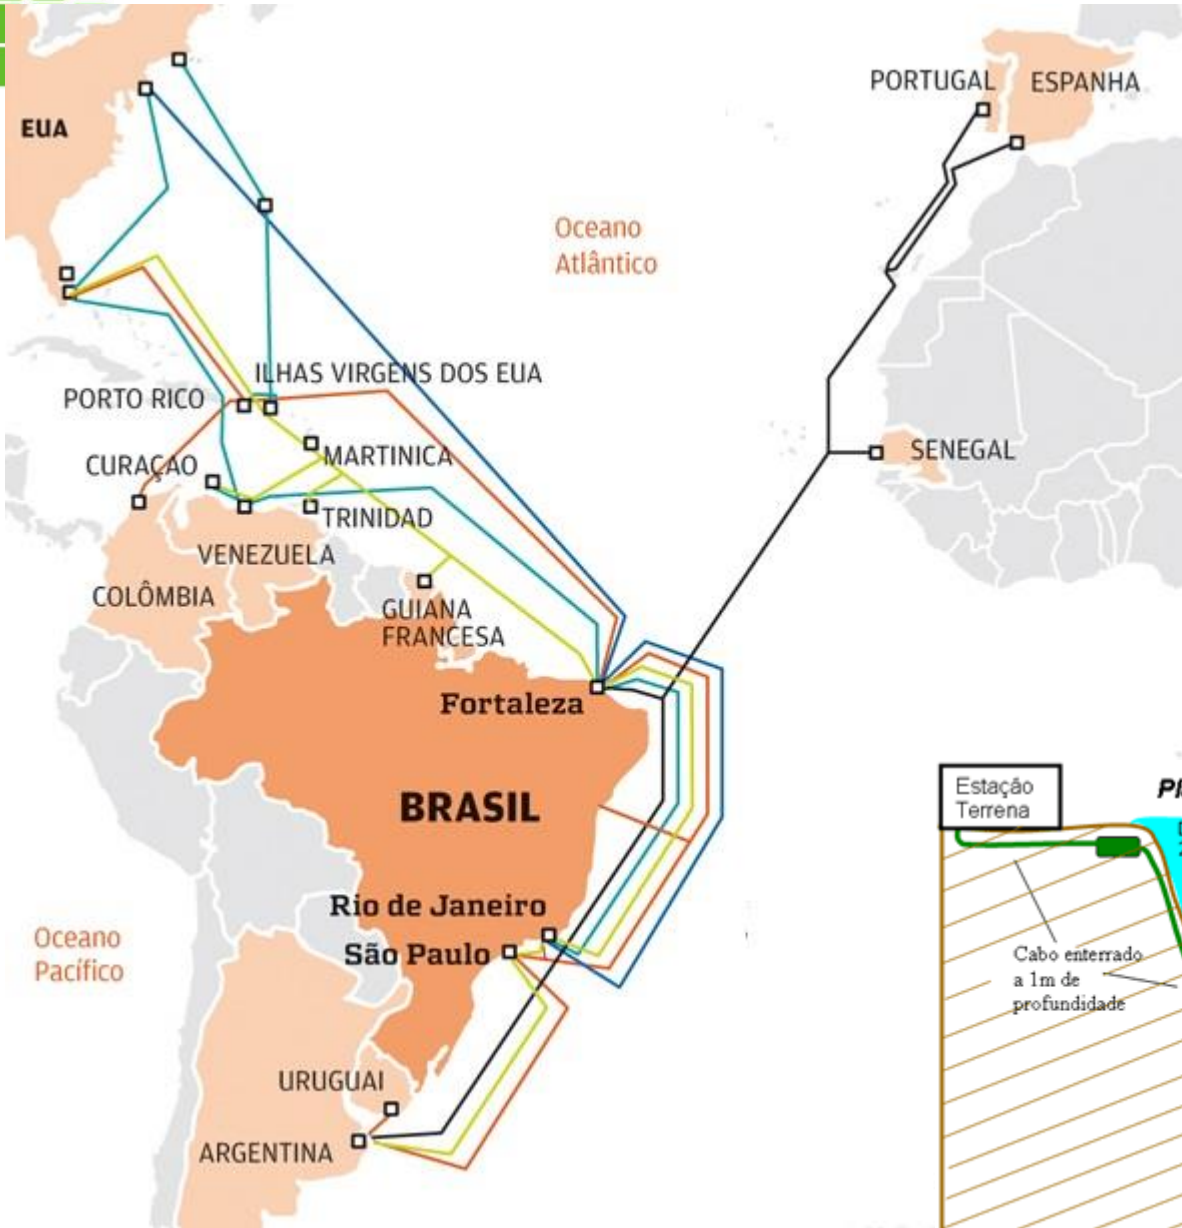 PORTUGAL
ESPANHA
EUA
Oceano
Atlântico
ILHAS VIRGENS DOS EUA
PORTO RICO
CURAÇAO
MARTINICA
SENEGAL
TRINIDAD
VENEZUELA
COLÔMBIA
GUIANA
FRANCESA
Fortaleza
BRASIL
Estação
Terrena
Rio de Janeiro
São Paulo
Oceano
Pacífico
Cabo enterrado
a 1m de
profundidade
URUGUAI
ARGENTINA